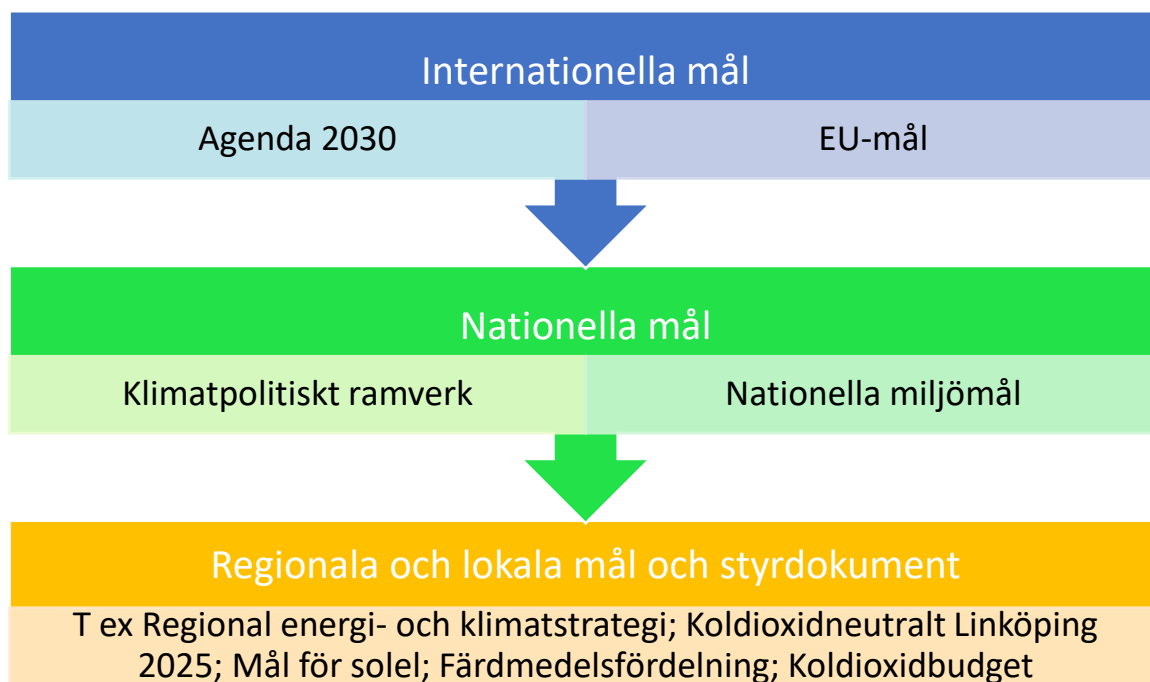 Internationella mål
Agenda 2030
EU-mål
Nationella mål
Klimatpolitiskt ramverk
Nationella miljömål
Regionala och lokala mål och styrdokument
T ex Regional energi- och klimatstrategi; Koldioxidneutralt Linköping
2025; Mål för solel; Färdmedelsfördelning; Koldioxidbudget